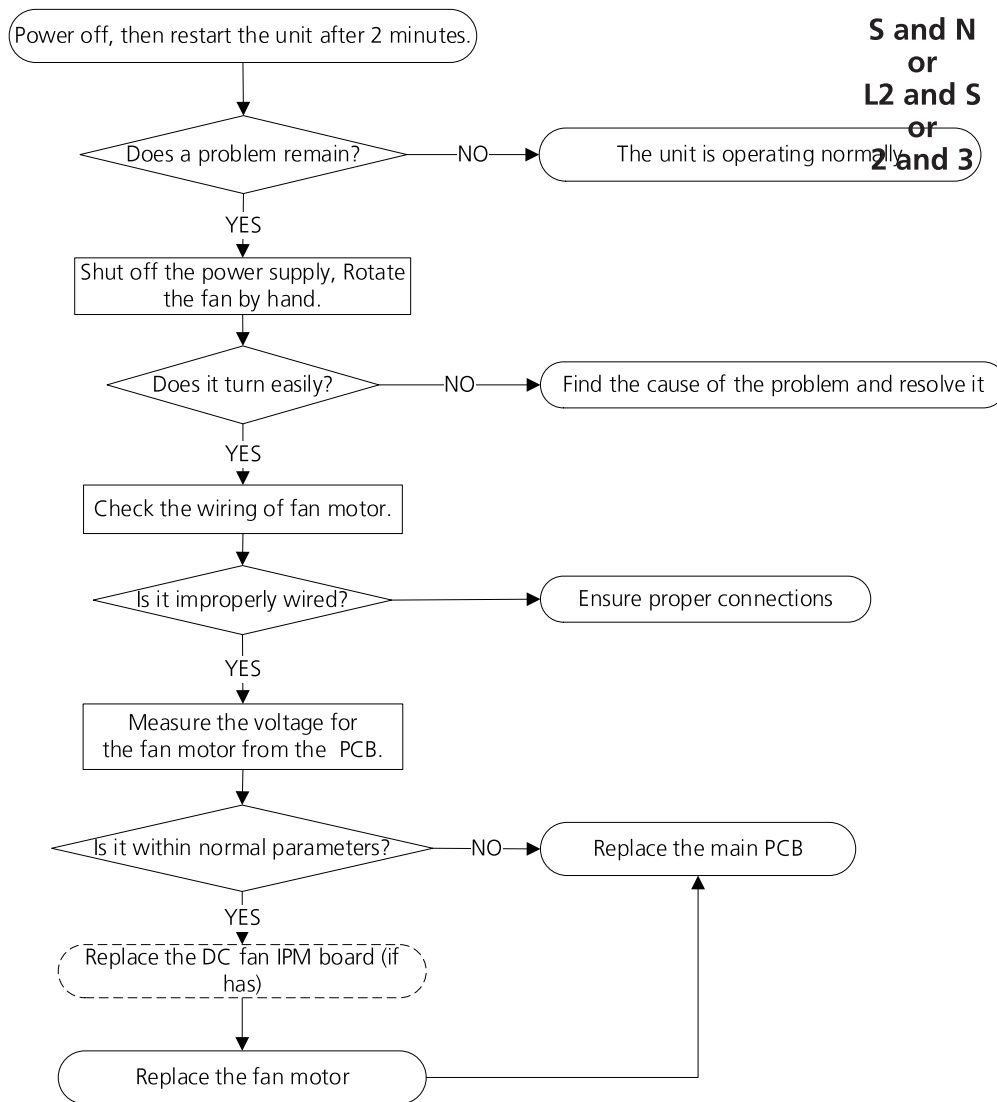 Power off, then restart the unit after 2 minutes.
S and N
or
L2 and S
or
2 and 3
Does a problem remain?
NO
The unit is operating normally
YES
Shut off the power supply, Rotate
the fan by hand.
Does it turn easily?
NO
Find the cause of the problem and resolve it
YES
Check the wiring of fan motor.
Is it improperly wired?
Ensure proper connections
YES
Measure the voltage for
the fan motor from the PCB.
Is it within normal parameters?
NO
Replace the main PCB
YES
Replace the DC fan IPM board (if
has)
Replace the fan motor